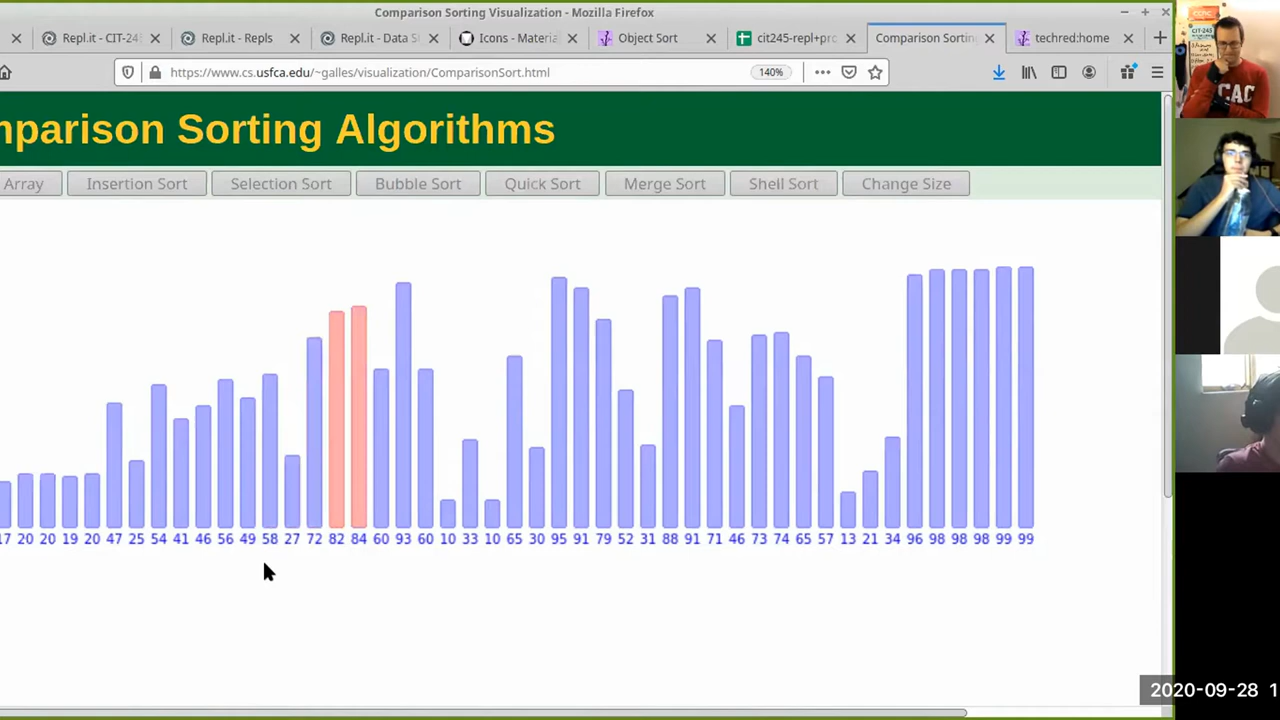 Comparison Sorting Visualization - Mozilla Firefox
Repl.it - CIT-24
Repl.it - Repls
Repl.it - Data S
Icons - Materia
Object Sort
cit245-repl+pro
Comparison Sortin
techred:home
https://www.cs.usfca.edu/~galles/visualization/ComparisonSort.html
140%
mparison Sorting Algorithms
Array
Insertion Sort
Selection Sort
Bubble Sort
Quick Sort
Merge Sort
Shell Sort
Change Size
17 20 20 19 20 47 25 54 41 46 56 49 58 27 72 82 84 60 93 60 10 33 10 65 30 95 91 79 52 31 88 91 71 46 73 74 65 57 13 21 34 96 98 98 98 99 99
CIT-245
CAC
2020-09-28 1